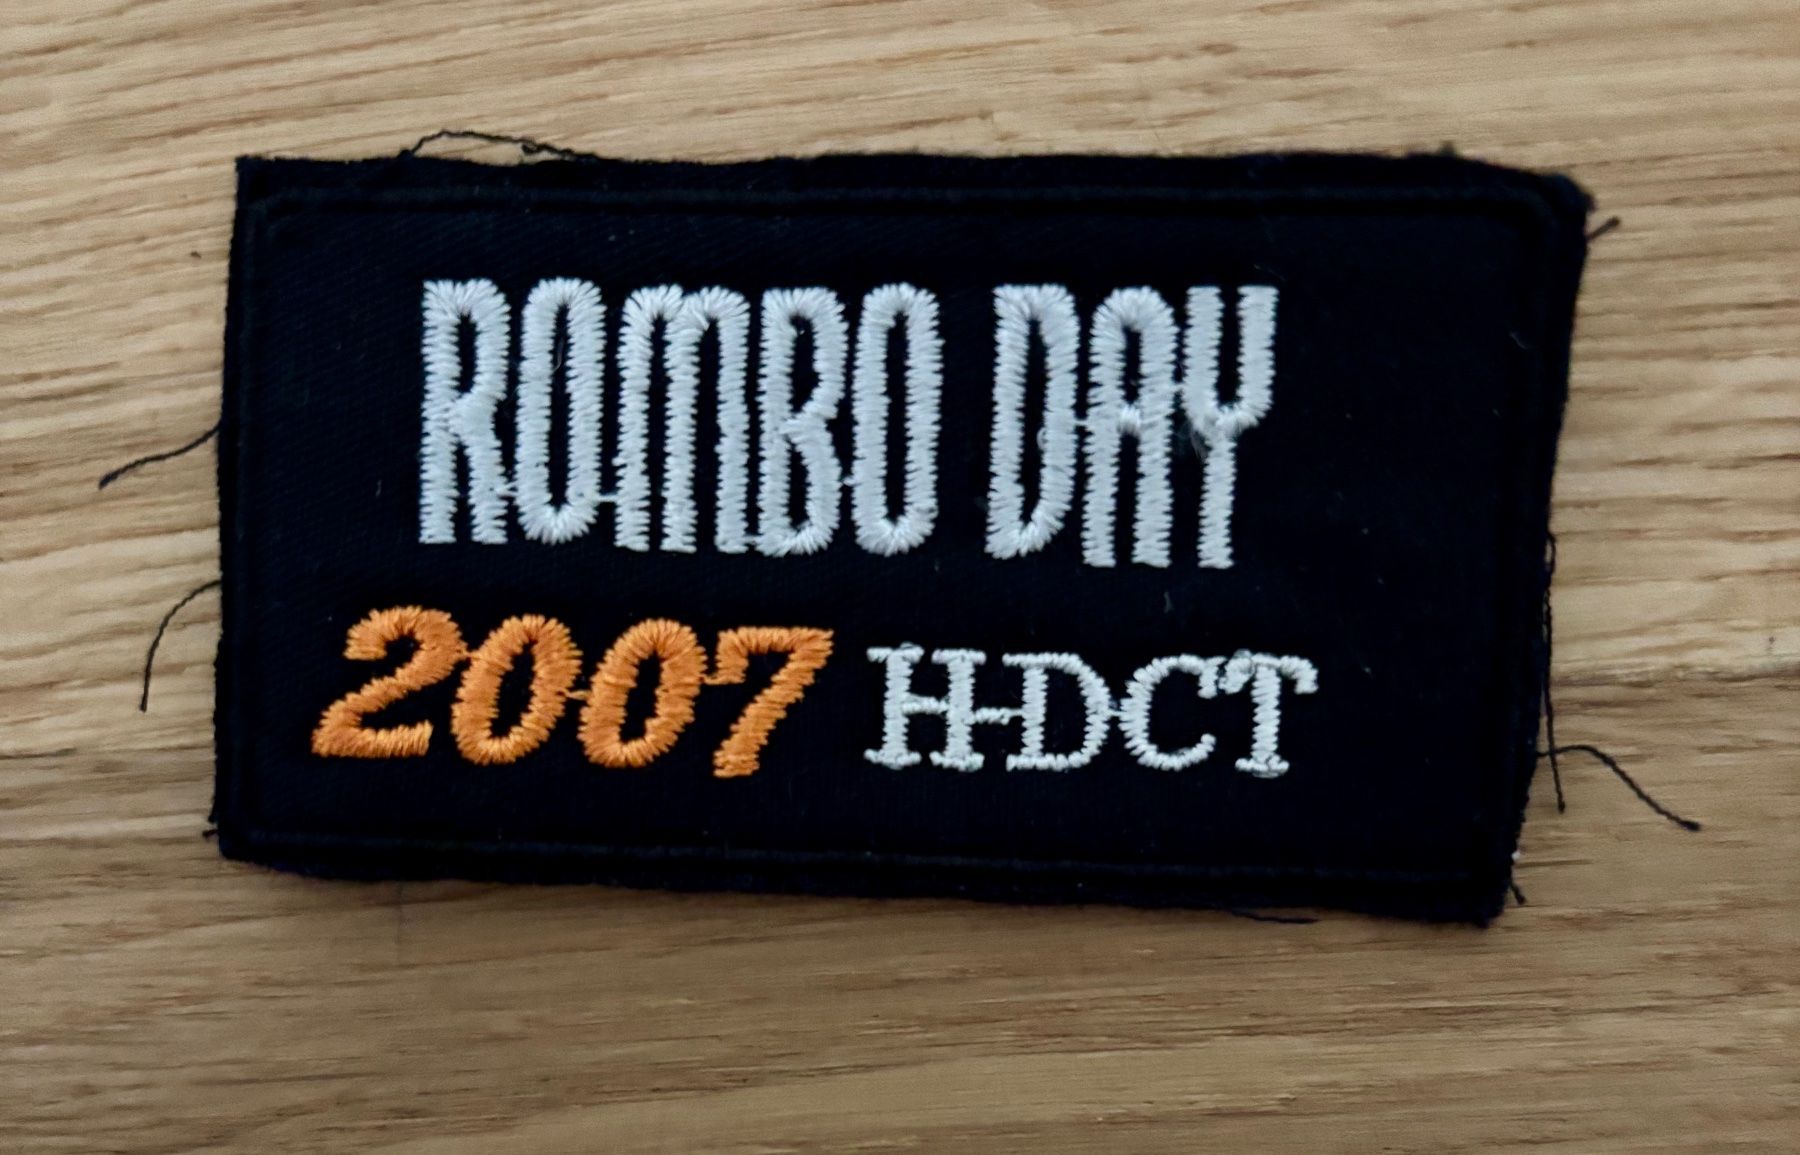 ROMBO DAY
2007 H-DCT